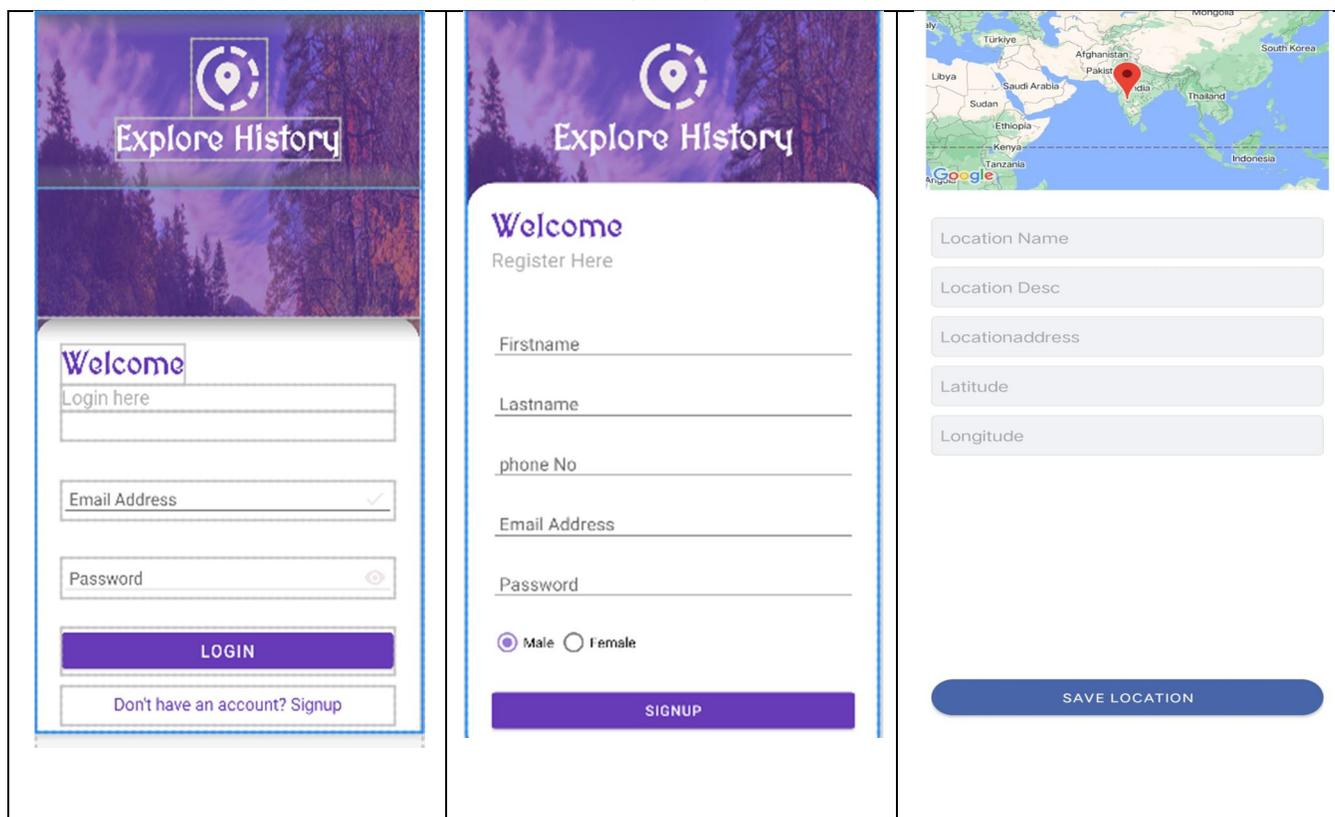 Explore History
Welcome
Login here
Email Address
Password
LOGIN
Don't have an account? Signup
Explore History
Welcome
Register Here
Firstname
Lastname
phone No
Email Address
Password
Male Female
SIGNUP
Mongolia
Türkiye
South Korea
Afghanistan
Libya
Saudi Arabia
Thailand
Sudan
Ethiopia
Kenya
Indonesia
Tanzania
Google
Location Name
Location Desc
Locationaddress
Latitude
Longitude
SAVE LOCATION